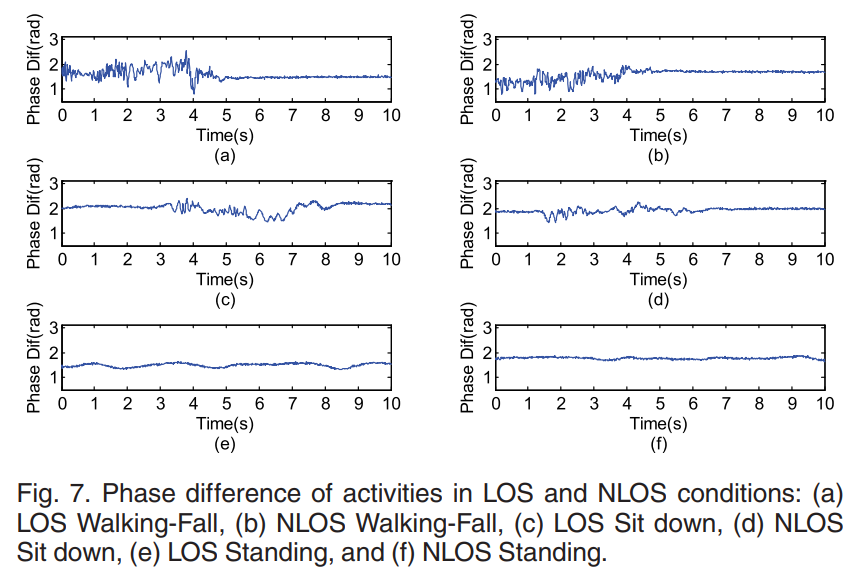 Phase Dif(rad)
3
2
1
0 1 2 3 4 5 6 7 8 9 10
Time(s)
(a)
Phase Dif(rad)
3
2
1
0 1 2 3 4 5 6 7 8 9 10
Time(s)
(b)
Phase Dif(rad)
3
2
1
0 1 2 3 4 5 6 7 8 9 10
Time(s)
(c)
Phase Dif(rad)
3
2
1
0 1 2 3 4 5 6 7 8 9 10
Time(s)
(d)
Phase Dif(rad)
3
2
1
0 1 2 3 4 5 6 7 8 9 10
Time(s)
(e)
Phase Dif(rad)
3
2
1
0 1 2 3 4 5 6 7 8 9 10
Time(s)
(f)
Fig. 7. Phase difference of activities in LOS and NLOS conditions: (a)
LOS Walking-Fall, (b) NLOS Walking-Fall, (c) LOS Sit down, (d) NLOS
Sit down, (e) LOS Standing, and (f) NLOS Standing.